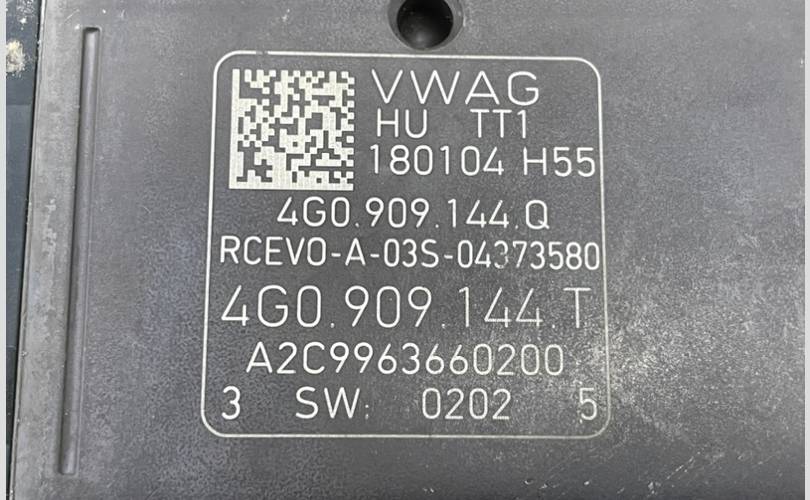 VWAG
HU TT1
180104 H55
4G0.909.144.Q
RCEVO-A-03S-04373580
4G0.909.144.T
A2C9963660200
3 SW: 0202 5